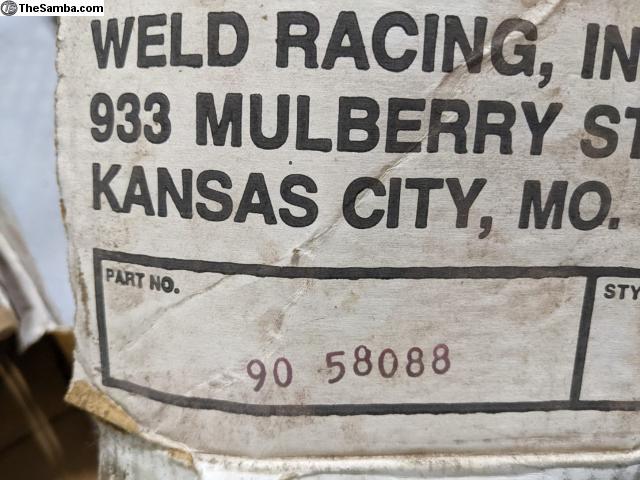 TheSamba.com
WELD RACING, IN
933 MULBERRY ST
KANSAS CITY, MO.
PART NO.
STY
90 58088